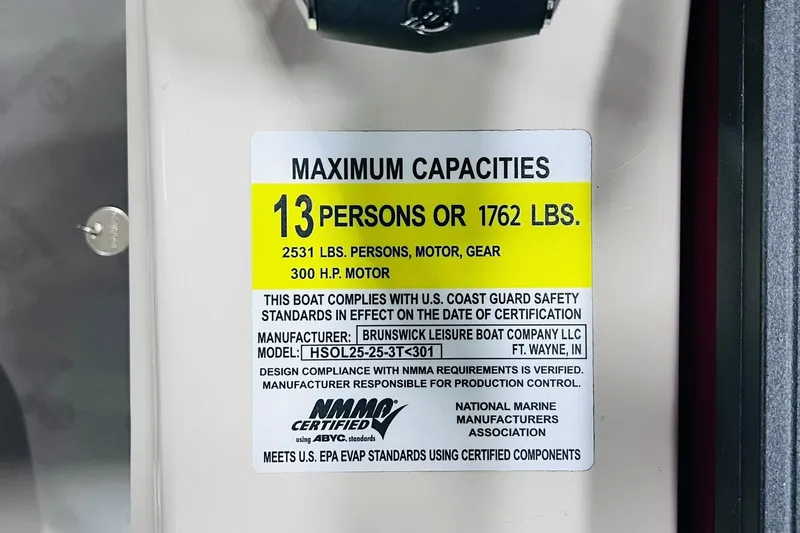 MAXIMUM CAPACITIES
13 PERSONS OR 1762 LBS.
2531 LBS. PERSONS, MOTOR, GEAR
300 H.P. MOTOR
THIS BOAT COMPLIES WITH U.S. COAST GUARD SAFETY
STANDARDS IN EFFECT ON THE DATE OF CERTIFICATION
MANUFACTURER: BRUNSWICK LEISURE BOAT COMPANY LLC
MODEL: HSOL25-25-3T<301 FT. WAYNE, IN
DESIGN COMPLIANCE WITH NMMA REQUIREMENTS IS VERIFIED.
MANUFACTURER RESPONSIBLE FOR PRODUCTION CONTROL.
NMMA®
CERTIFIED
using ABYC. standards
NATIONAL MARINE
MANUFACTURERS
ASSOCIATION
MEETS U.S. EPA EVAP STANDARDS USING CERTIFIED COMPONENTS